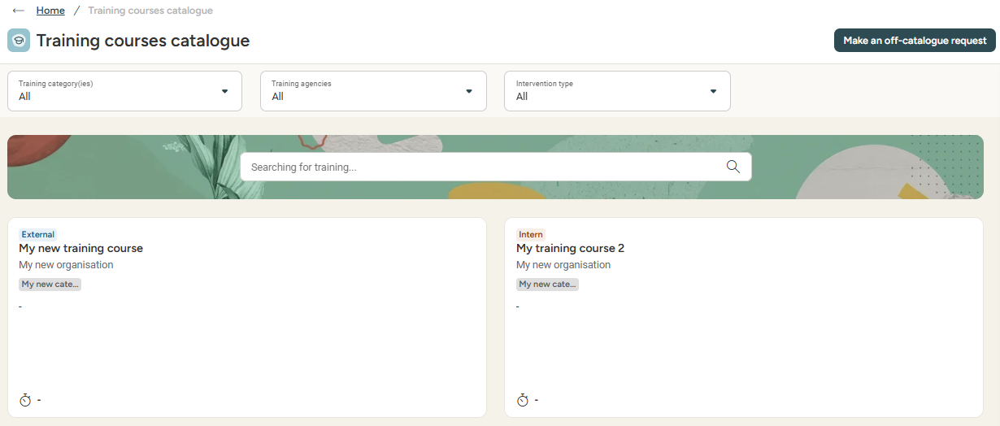 ← Home / Training courses catalogue
Training courses catalogue
Make an off-catalogue request
Training category(ies)
All
Training agencies
All
Intervention type
All
Searching for training...
External
My new training course
My new organisation
My new cate...
-
-
Intern
My training course 2
My new organisation
My new cate...
-
-